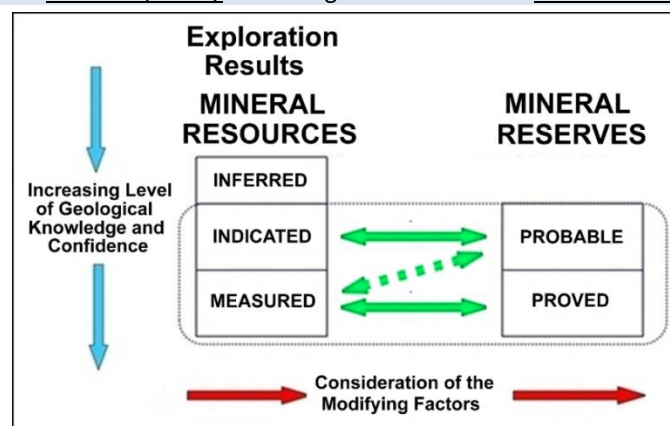 Exploration
Results
MINERAL
RESOURCES
MINERAL
RESERVES
INFERRED
Increasing Level
of Geological
Knowledge and
Confidence
INDICATED
PROBABLE
MEASURED
PROVED
Consideration of the
Modifying Factors